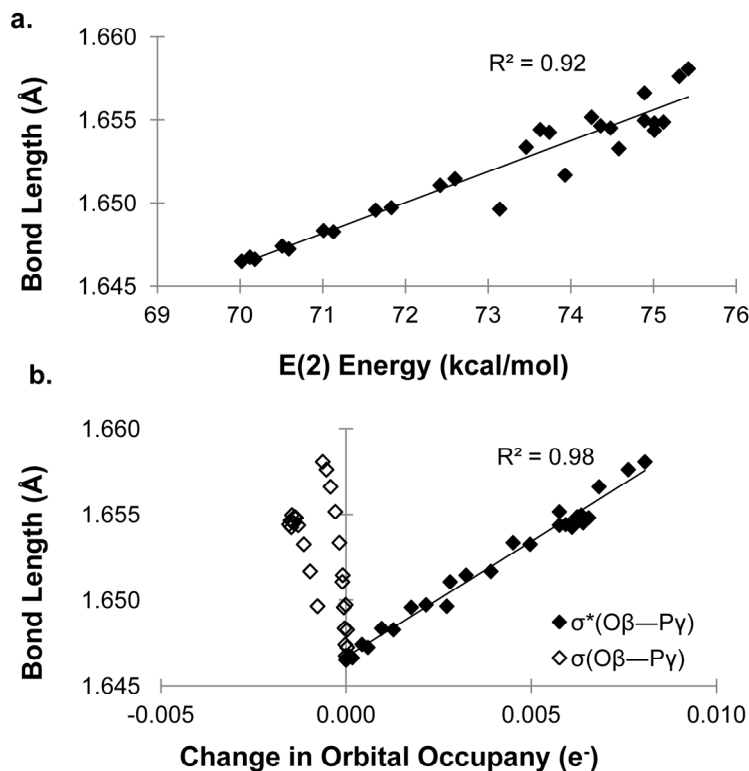 a.
1.660
1.655
1.650
1.645
Bond Length (Å)
R² = 0.92
69
70
71
72
73
74
75
76
E(2) Energy (kcal/mol)
b.
1.660
1.655
1.650
1.645
Bond Length (Å)
R² = 0.98
σ*(Oβ—Pγ)
σ(Oβ—Pγ)
-0.005
0.000
0.005
0.010
Change in Orbital Occupany (e⁻)